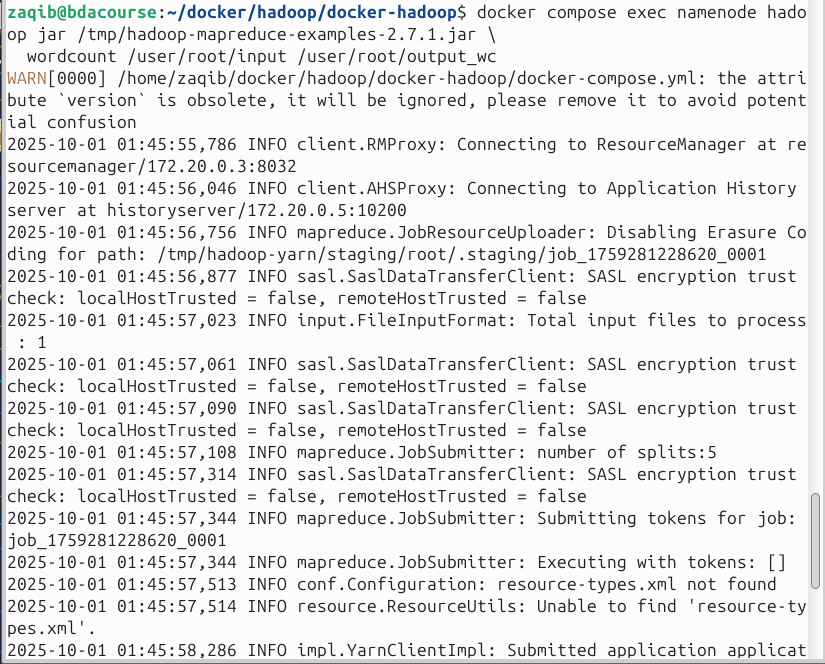 zaqib@bdacourse:~/docker/hadoop/docker-hadoop$ docker compose exec namenode hado
op jar /tmp/hadoop-mapreduce-examples-2.7.1.jar \
  wordcount /user/root/input /user/root/output_wc
WARN[0000] /home/zaqib/docker/hadoop/docker-hadoop/docker-compose.yml: the attri
bute `version` is obsolete, it will be ignored, please remove it to avoid potent
ial confusion
2025-10-01 01:45:55,786 INFO client.RMProxy: Connecting to ResourceManager at re
sourcemanager/172.20.0.3:8032
2025-10-01 01:45:56,046 INFO client.AHSProxy: Connecting to Application History
server at historyserver/172.20.0.5:10200
2025-10-01 01:45:56,756 INFO mapreduce.JobResourceUploader: Disabling Erasure Co
ding for path: /tmp/hadoop-yarn/staging/root/.staging/job_1759281228620_0001
2025-10-01 01:45:56,877 INFO sasl.SaslDataTransferClient: SASL encryption trust
check: localHostTrusted = false, remoteHostTrusted = false
2025-10-01 01:45:57,023 INFO input.FileInputFormat: Total input files to process
 : 1
2025-10-01 01:45:57,061 INFO sasl.SaslDataTransferClient: SASL encryption trust
check: localHostTrusted = false, remoteHostTrusted = false
2025-10-01 01:45:57,090 INFO sasl.SaslDataTransferClient: SASL encryption trust
check: localHostTrusted = false, remoteHostTrusted = false
2025-10-01 01:45:57,108 INFO mapreduce.JobSubmitter: number of splits:5
2025-10-01 01:45:57,314 INFO sasl.SaslDataTransferClient: SASL encryption trust
check: localHostTrusted = false, remoteHostTrusted = false
2025-10-01 01:45:57,344 INFO mapreduce.JobSubmitter: Submitting tokens for job:
job_1759281228620_0001
2025-10-01 01:45:57,344 INFO mapreduce.JobSubmitter: Executing with tokens: []
2025-10-01 01:45:57,513 INFO conf.Configuration: resource-types.xml not found
2025-10-01 01:45:57,514 INFO resource.ResourceUtils: Unable to find 'resource-ty
pes.xml'.
2025-10-01 01:45:58,286 INFO impl.YarnClientImpl: Submitted application applicat